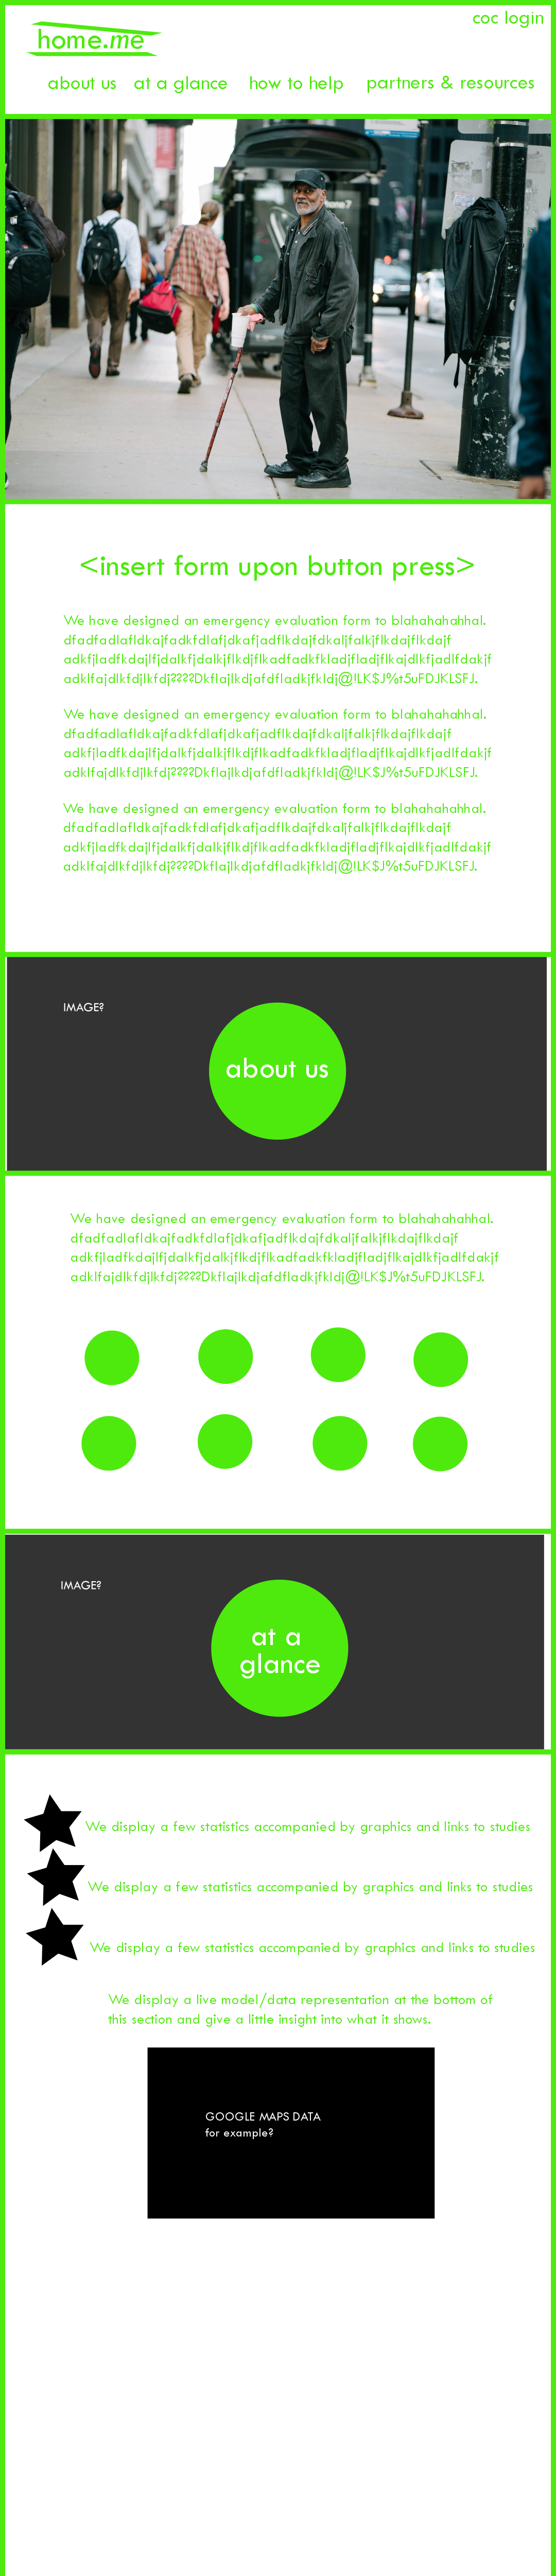 coc login
home.me
about us at a glance how to help partners & resources
<insert form upon button press>
We have designed an emergency evaluation form to blahahahahhal.
dfadfadlafldkajfadkfdlafjdkafjadflkdajfdkaljfalkjflkdajflkdajf
adkfjladfkdajlfjdalkfjdalkjflkdjflkadfadkfkladjfladjflkajdlkfjadlfdakjf
adklfajdlkfdjlkfdj????Dkflajlkdjafdfladkjfkldj@!LK$J%t5uFDJKLSFJ.
We have designed an emergency evaluation form to blahahahahhal.
dfadfadlafldkajfadkfdlafjdkafjadflkdajfdkaljfalkjflkdajflkdajf
adkfjladfkdajlfjdalkfjdalkjflkdjflkadfadkfkladjfladjflkajdlkfjadlfdakjf
adklfajdlkfdjlkfdj????Dkflajlkdjafdfladkjfkldj@!LK$J%t5uFDJKLSFJ.
We have designed an emergency evaluation form to blahahahahhal.
dfadfadlafldkajfadkfdlafjdkafjadflkdajfdkaljfalkjflkdajflkdajf
adkfjladfkdajlfjdalkfjdalkjflkdjflkadfadkfkladjfladjflkajdlkfjadlfdakjf
adklfajdlkfdjlkfdj????Dkflajlkdjafdfladkjfkldj@!LK$J%t5uFDJKLSFJ.
IMAGE?
about us
We have designed an emergency evaluation form to blahahahahhal.
dfadfadlafldkajfadkfdlafjdkafjadflkdajfdkaljfalkjflkdajflkdajf
adkfjladfkdajlfjdalkfjdalkjflkdjflkadfadkfkladjfladjflkajdlkfjadlfdakjf
adklfajdlkfdjlkfdj????Dkflajlkdjafdfladkjfkldj@!LK$J%t5uFDJKLSFJ.
IMAGE?
at a
glance
We display a few statistics accompanied by graphics and links to studies
We display a few statistics accompanied by graphics and links to studies
We display a few statistics accompanied by graphics and links to studies
We display a live model/data representation at the bottom of
this section and give a little insight into what it shows.
GOOGLE MAPS DATA
for example?